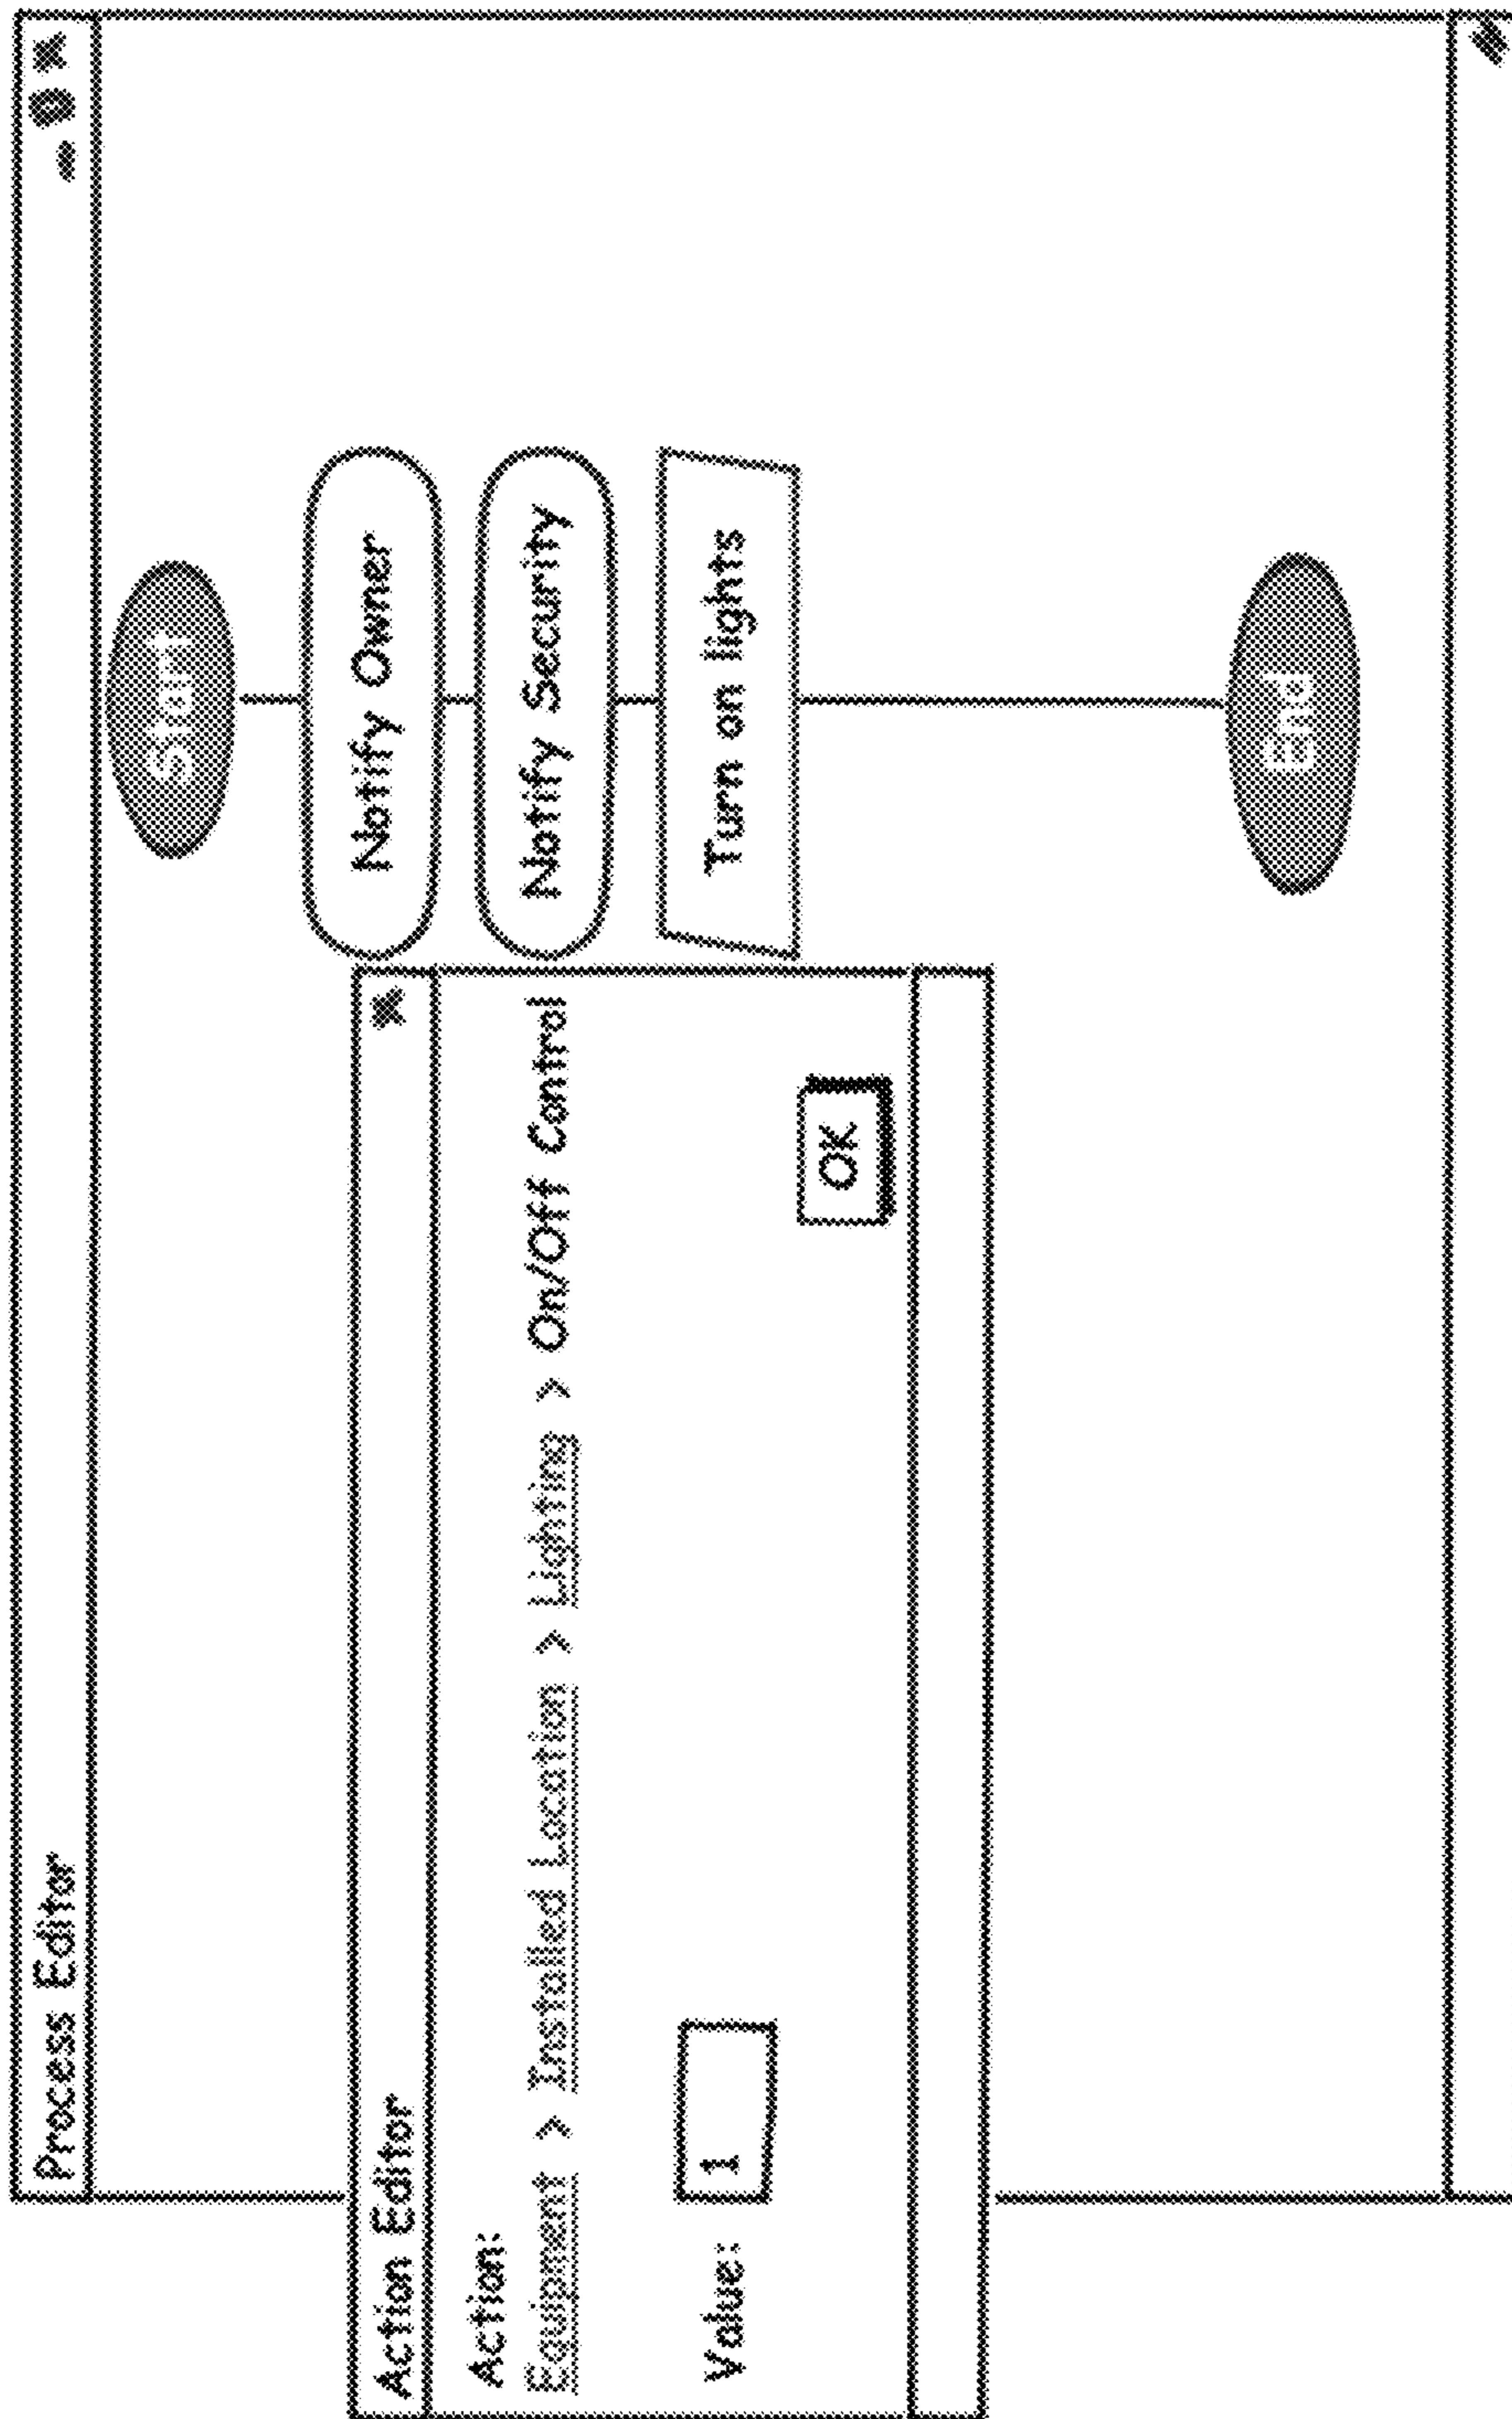 Process Editor
Start
Notify Owner
Notify Security
Turn on lights
End
Action Editor
Action:
Equipment > Installed Location > Lighting > On/Off Control
Value: 1
OK